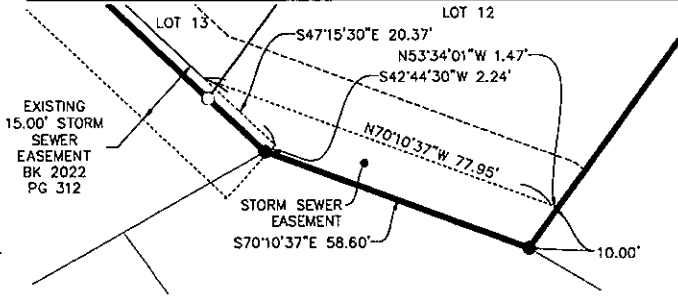 LOT 13
LOT 12
S47°15'30"E 20.37'
N53°34'01"W 1.47'
S42°44'30"W 2.24'
EXISTING
15.00' STORM
SEWER
EASEMENT
BK 2022
PG 312
N70°10'37"W 77.95'
STORM SEWER
EASEMENT
S70°10'37"E 58.60'
10.00'